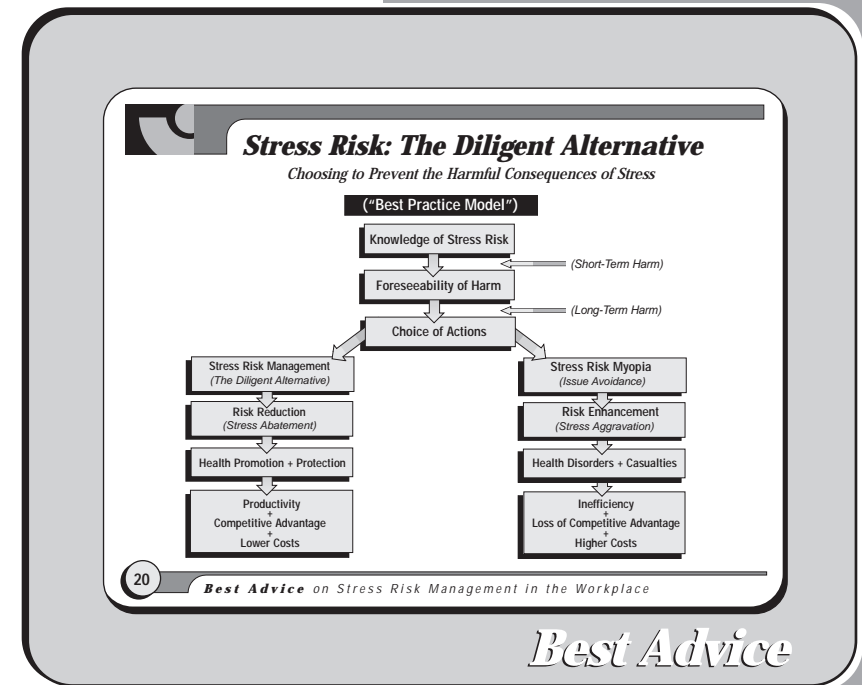 Stress Risk: The Diligent Alternative
Choosing to Prevent the Harmful Consequences of Stress
("Best Practice Model")
Knowledge of Stress Risk
(Short-Term Harm)
Foreseeability of Harm
(Long-Term Harm)
Choice of Actions
Stress Risk Management
(The Diligent Alternative)
Risk Reduction
(Stress Abatement)
Health Promotion + Protection
Productivity
+
Competitive Advantage
+
Lower Costs
Stress Risk Myopia
(Issue Avoidance)
Risk Enhancement
(Stress Aggravation)
Health Disorders + Casualties
Inefficiency
+
Loss of Competitive Advantage
+
Higher Costs
20
Best Advice on Stress Risk Management in the Workplace
Best Advice